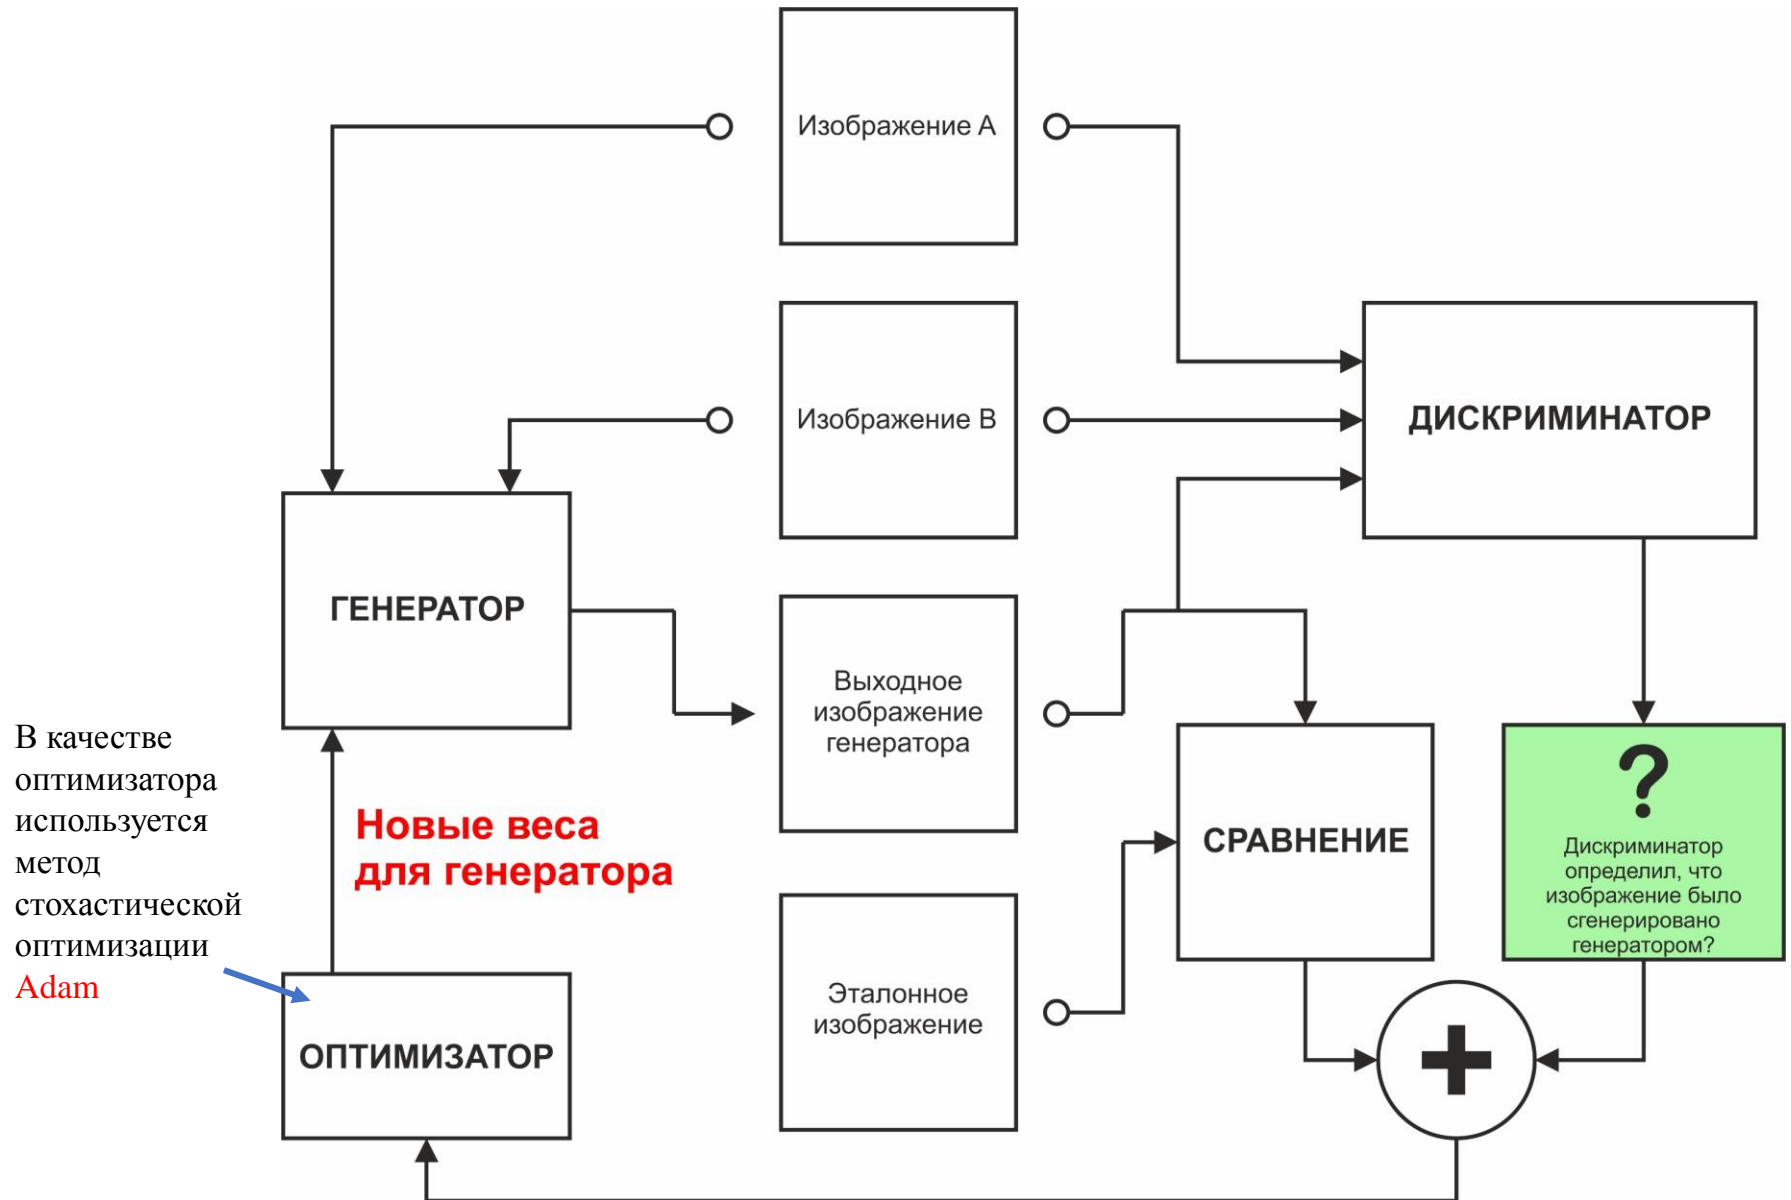 Изображение А
Изображение В
ДИСКРИМИНАТОР
ГЕНЕРАТОР
Выходное
изображение
генератора
В качестве
оптимизатора
используется
метод
стохастической
оптимизации
Adam
Новые веса
для генератора
СРАВНЕНИЕ
?
Дискриминатор
определил, что
изображение было
сгенерировано
генератором?
Эталонное
изображение
ОПТИМИЗАТОР
+